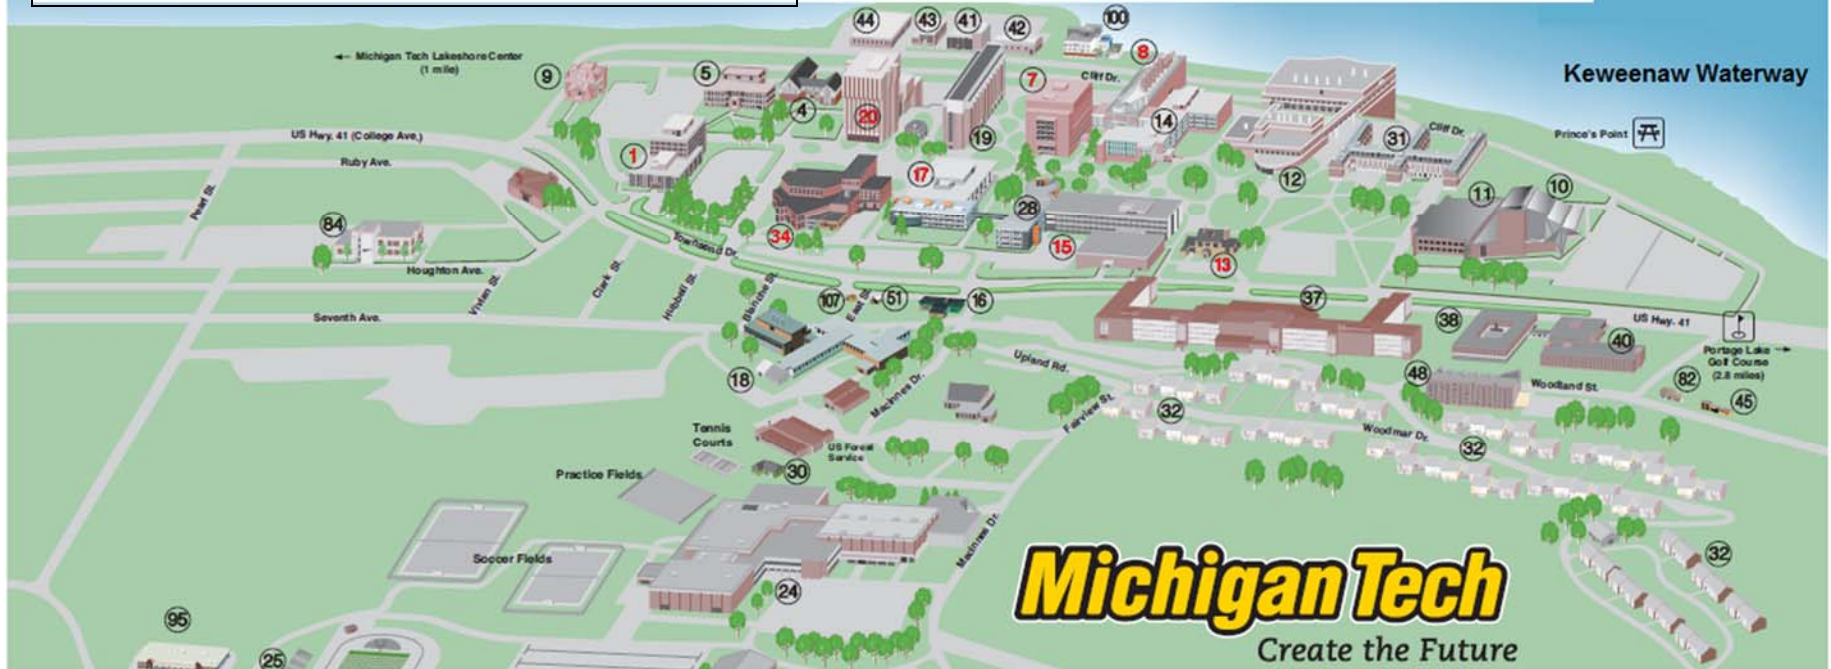 44
43
41
42
100
← Michigan Tech Lakeshore Center
(1 mile)
9
5
8
7
Cliff Dr.
Keweenaw Waterway
4
20
19
14
US Hwy. 41 (College Ave.)
Ruby Ave.
1
17
12
31
Cliff Dr.
Prince's Point
Pearl St.
84
34
28
15
13
11
10
Townsend Dr.
Houghton Ave.
Vivian St.
Clark St.
Hubbell St.
Blanche St.
107
East St.
51
16
37
Seventh Ave.
38
US Hwy. 41
40
Portage Lake →
Golf Course
(2.8 miles)
18
Upland Rd.
MacInnes Dr.
48
Woodland St.
82
45
Fairview St.
32
Woodmar Dr.
32
Tennis
Courts
US Forest
Service
30
Practice Fields
Soccer Fields
MacInnes Dr.
24
32
95
25
Michigan Tech
Create the Future